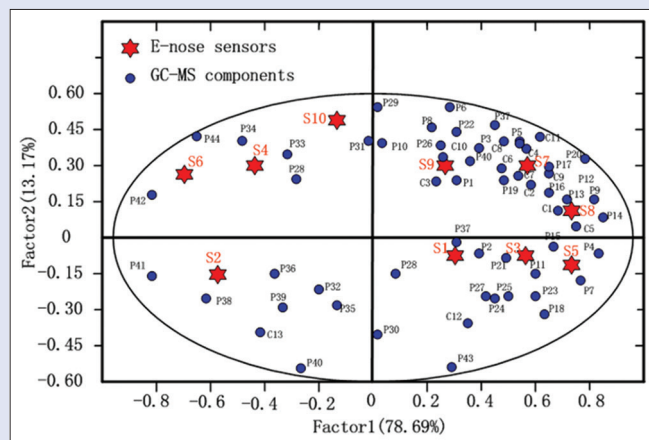 E-nose sensors
GC-MS components
0.60
0.45
0.30
0.15
0
-0.15
-0.30
-0.45
-0.60
Factor2(13.17%)
P29
P6
P37
S10
P8
P22
P44
P34
P31
P10
P26
C10
P3
C8
P5
C4
C11
P33
P28
S6
S4
S9
P40
C6
S7
P17
P20
C9
P12
P42
C3
P1
P19
C7
C2
P16
P13
P9
C1
S8
P14
C5
P37
P15
S1
P2
S3
S5
P4
P21
P11
P7
S2
P41
P36
P28
P38
P39
P32
P35
P27
P24
P25
P23
P18
C13
P30
C12
P40
P43
-0.8
-0.6
-0.4
-0.2
0
0.2
0.4
0.6
0.8
Factor1(78.69%)